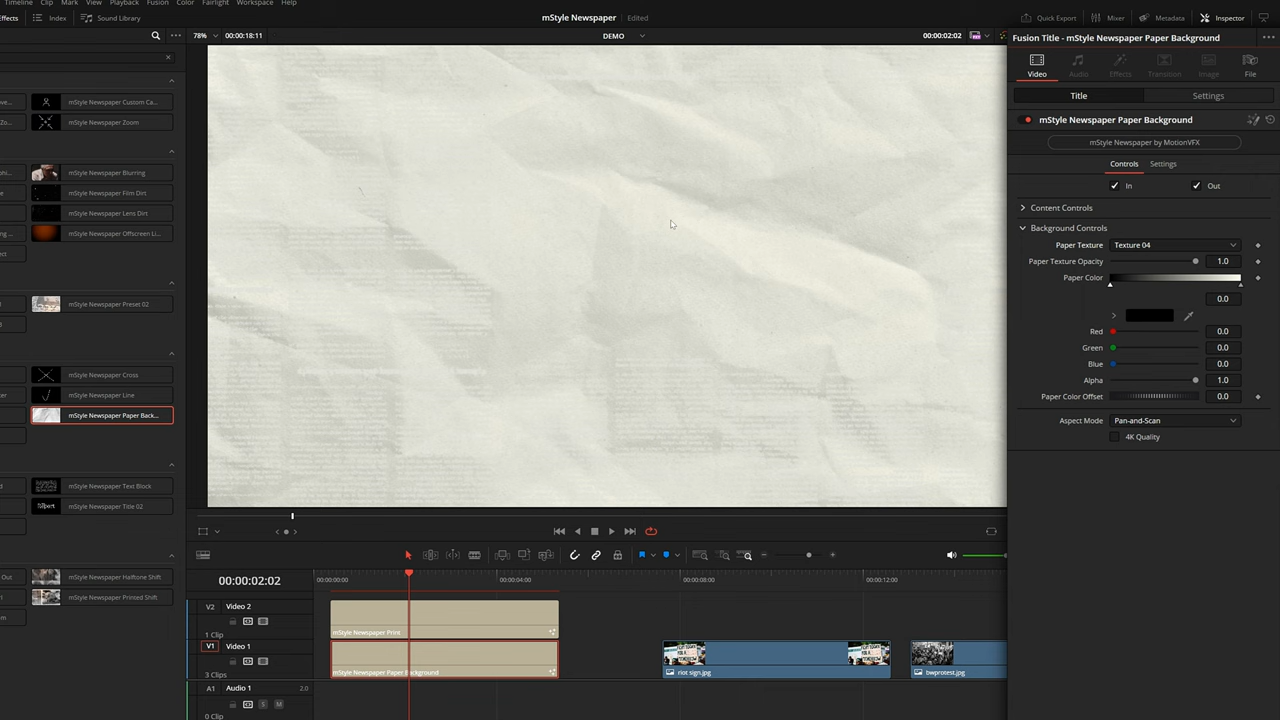 Timeline Clip Mark View Playback Fusion Color Fairlight Workspace Help
Effects Index Sound Library mStyle Newspaper Edited Quick Export Mixer Metadata Inspector
78% 00:00:18:11 DEMO 00:00:02:02 Fusion Title - mStyle Newspaper Paper Background
Video Audio Effects Transition Image File
Title Settings
mStyle Newspaper Custom Ca...
mStyle Newspaper Zoom
mStyle Newspaper Paper Background
mStyle Newspaper by MotionVFX
Controls Settings
mStyle Newspaper Blurring
In Out
mStyle Newspaper Film Dirt
mStyle Newspaper Lens Dirt
Content Controls
mStyle Newspaper Offscreen Li...
Background Controls
Paper Texture Texture 04
Paper Texture Opacity 1.0
Paper Color
0.0
mStyle Newspaper Preset 02
Red 0.0
Green 0.0
Blue 0.0
mStyle Newspaper Cross
Alpha 1.0
mStyle Newspaper Line
Paper Color Offset 0.0
mStyle Newspaper Paper Back...
Aspect Mode Pan-and-Scan
4K Quality
mStyle Newspaper Text Block
mStyle Newspaper Title 02
mStyle Newspaper Halftone Shift
mStyle Newspaper Printed Shift
00:00:02:02 00:00:00:00 00:00:04:00 00:00:08:00 00:00:12:00
V2 Video 2
1 Clip
mStyle Newspaper Print
V1 Video 1
3 Clips
mStyle Newspaper Paper Background
riot sign.jpg
bwprotest.jpg
A1 Audio 1 2.0
S M
0 Clip